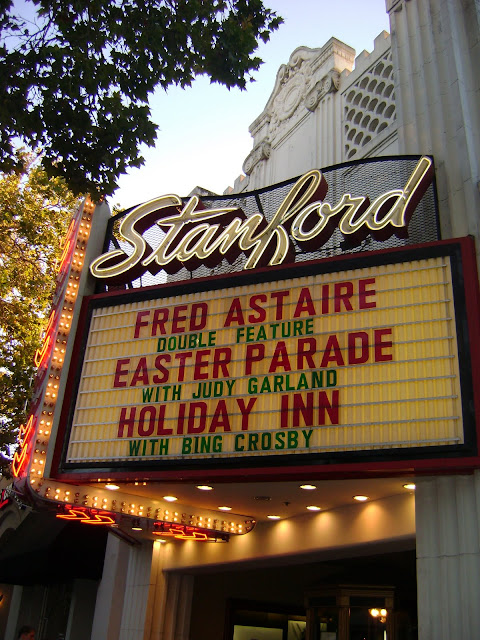 Stanford
FRED ASTAIRE
DOUBLE FEATURE
EASTER PARADE
WITH JUDY GARLAND
HOLIDAY INN
WITH BING CROSBY